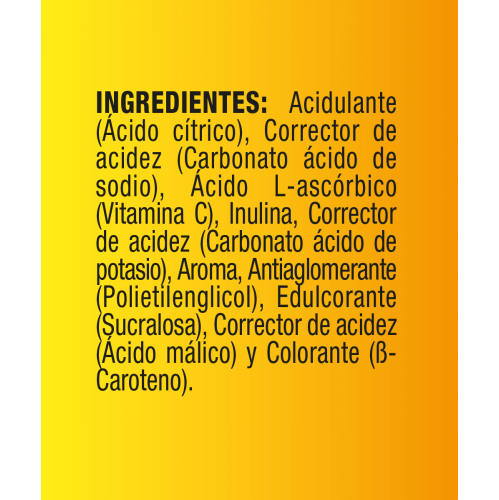 INGREDIENTES: Acidulante
(Ácido cítrico), Corrector de
acidez (Carbonato ácido de
sodio), Ácido L-ascórbico
(Vitamina C), Inulina, Corrector
de acidez (Carbonato ácido de
potasio), Aroma, Antiaglomerante
(Polietilenglicol), Edulcorante
(Sucralosa), Corrector de acidez
(Ácido málico) y Colorante (ß-
Caroteno).